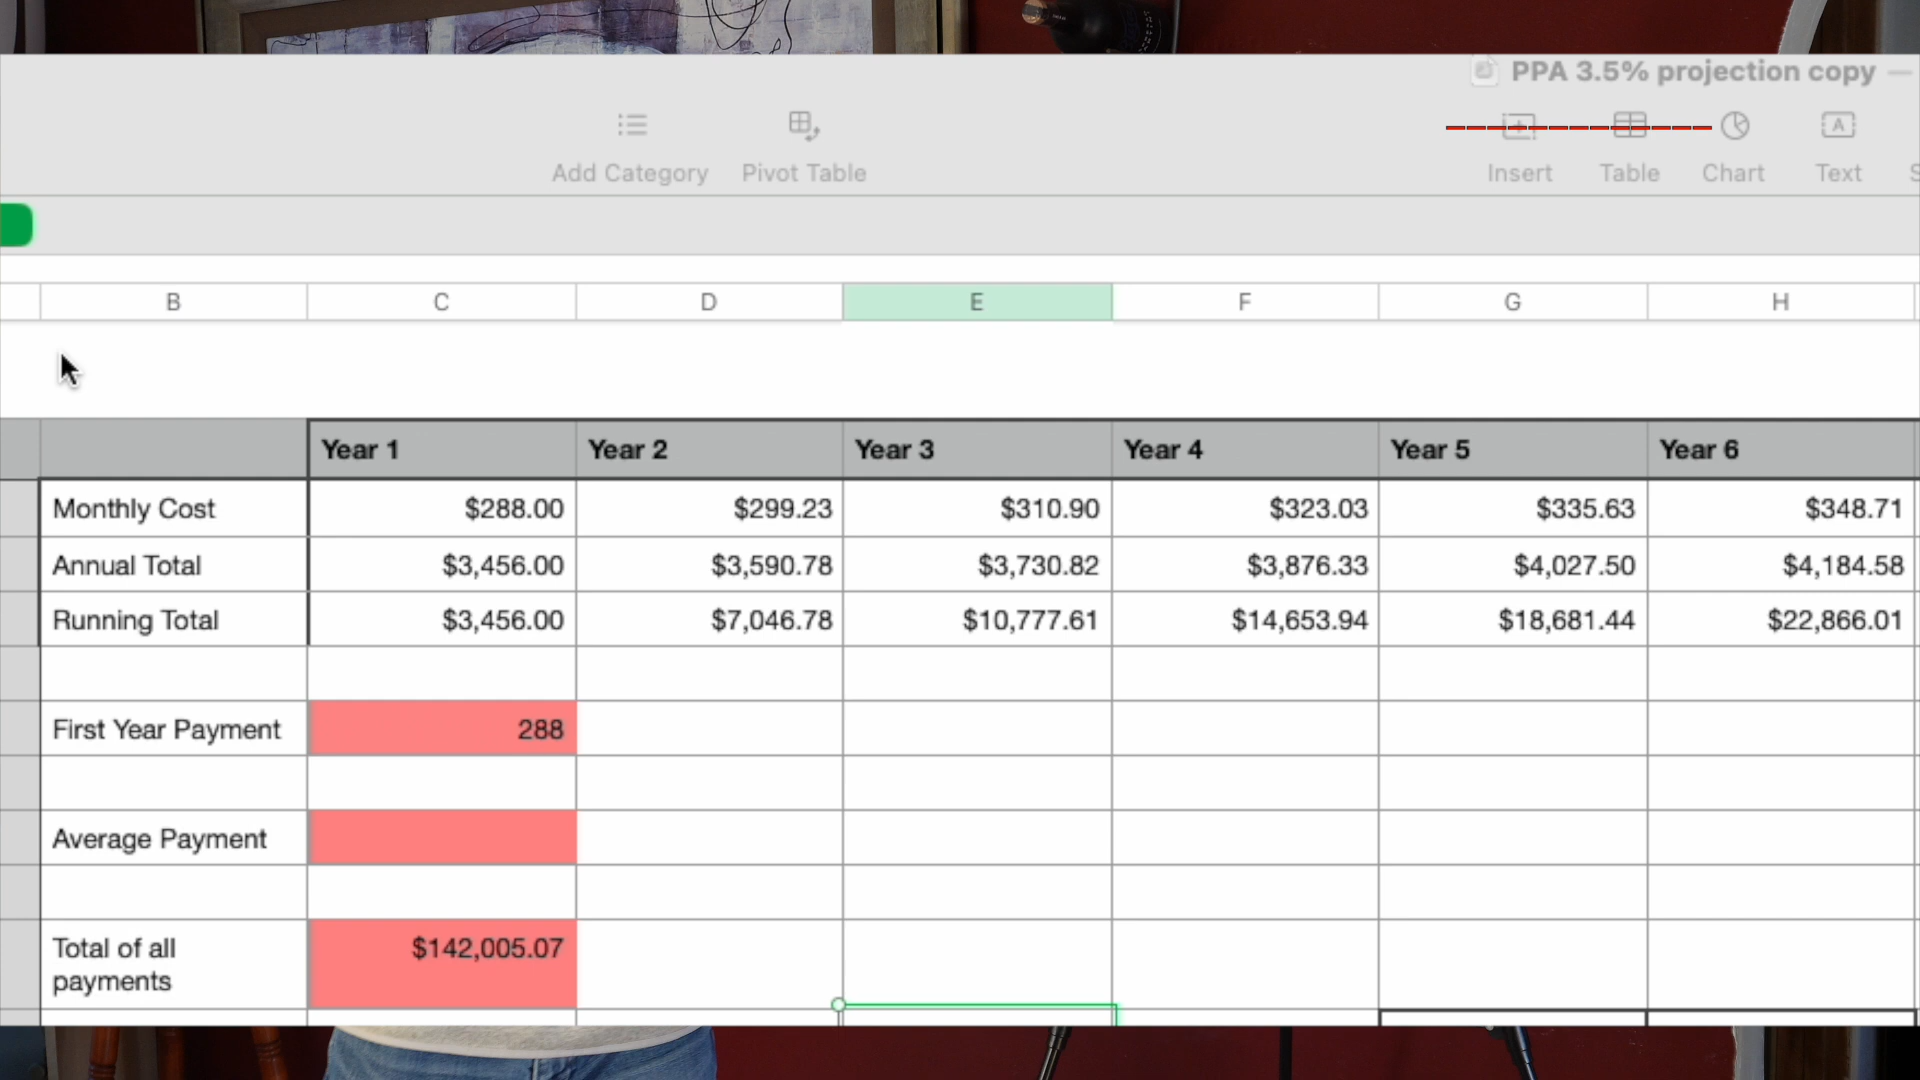 PPA 3.5% projection copy —
Add Category Pivot Table Insert Table Chart Text
B C D E F G H
Year 1 Year 2 Year 3 Year 4 Year 5 Year 6
Monthly Cost $288.00 $299.23 $310.90 $323.03 $335.63 $348.71
Annual Total $3,456.00 $3,590.78 $3,730.82 $3,876.33 $4,027.50 $4,184.58
Running Total $3,456.00 $7,046.78 $10,777.61 $14,653.94 $18,681.44 $22,866.01
First Year Payment 288
Average Payment
Total of all $142,005.07
payments